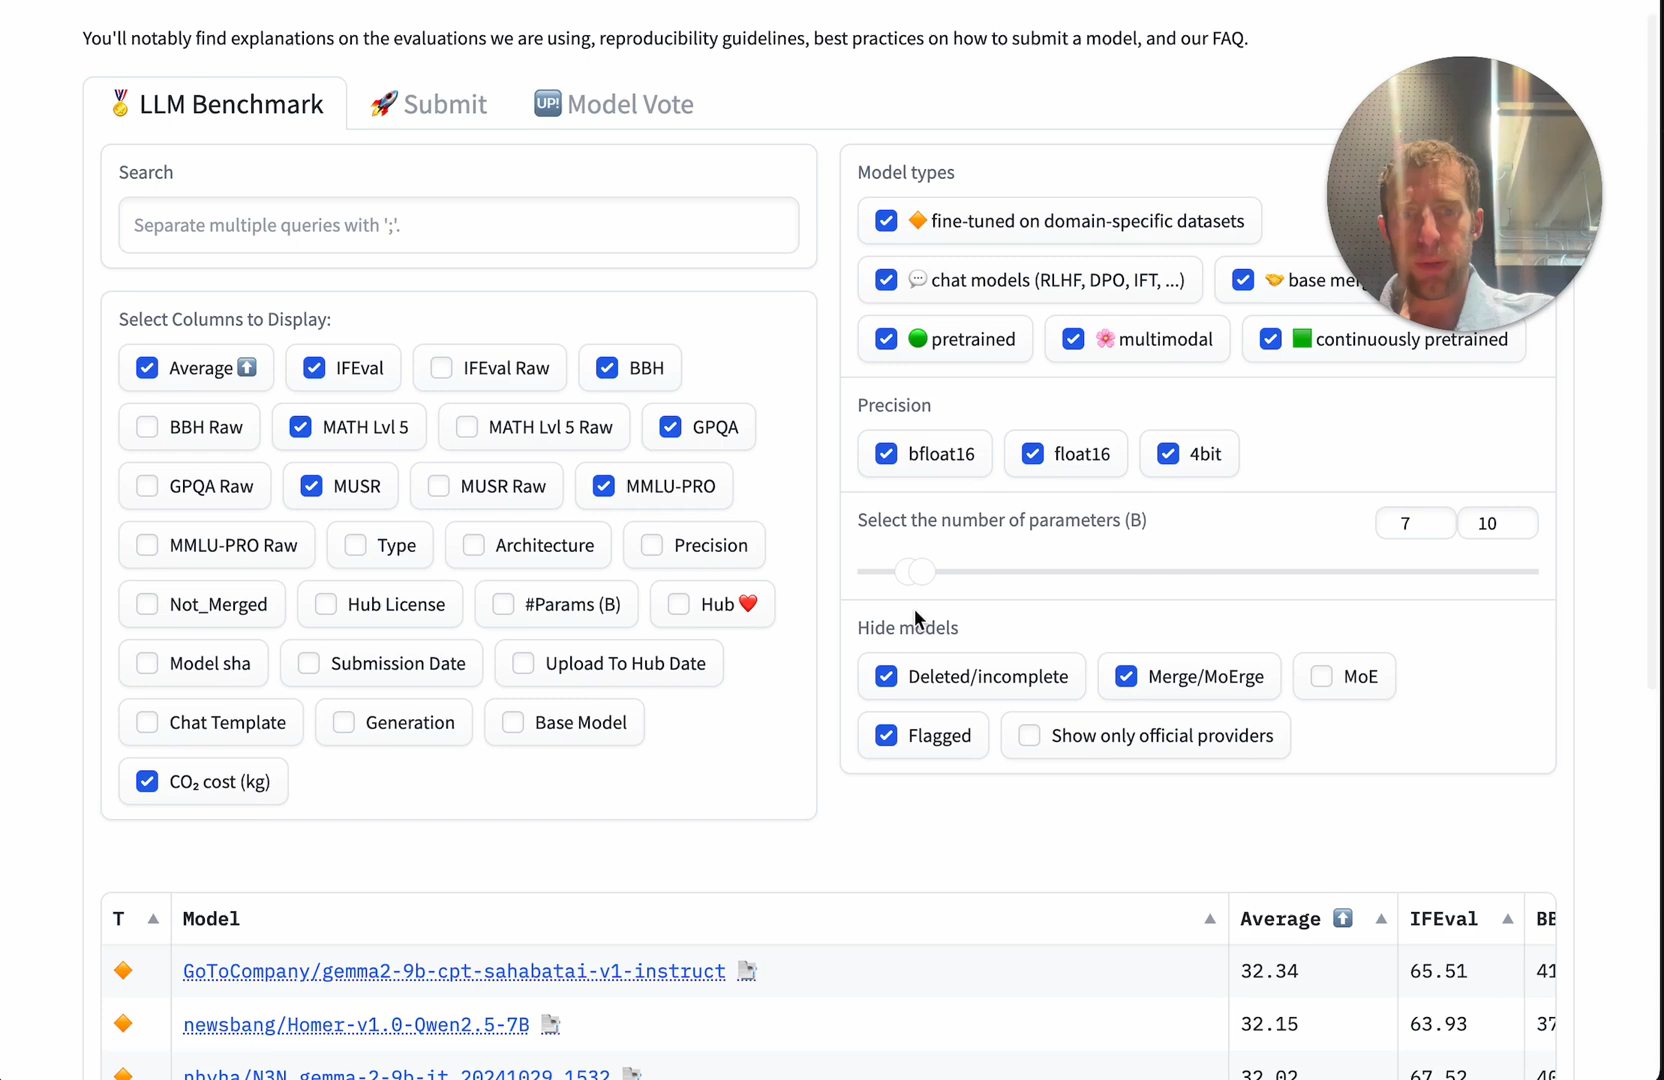 You'll notably find explanations on the evaluations we are using, reproducibility guidelines, best practices on how to submit a model, and our FAQ.
🏅 LLM Benchmark 🚀 Submit 🆙 Model Vote
Search
Separate multiple queries with ';'.
Select Columns to Display:
Average ⬆️ IFEval IFEval Raw BBH
BBH Raw MATH Lvl 5 MATH Lvl 5 Raw GPQA
GPQA Raw MUSR MUSR Raw MMLU-PRO
MMLU-PRO Raw Type Architecture Precision
Not_Merged Hub License #Params (B) Hub ❤️
Model sha Submission Date Upload To Hub Date
Chat Template Generation Base Model
CO₂ cost (kg)
Model types
🔶 fine-tuned on domain-specific datasets
💬 chat models (RLHF, DPO, IFT, ...) 🤝 base
🟢 pretrained 🌸 multimodal 🟩 continuously pretrained
Precision
bfloat16 float16 4bit
Select the number of parameters (B) 7 10
Hide models
Deleted/incomplete Merge/MoErge MoE
Flagged Show only official providers
T Model Average ⬆️ IFEval
GoToCompany/gemma2-9b-cpt-sahabatai-v1-instruct 32.34 65.51 41
newsbang/Homer-v1.0-Qwen2.5-7B 32.15 63.93 37
32.02 67.52